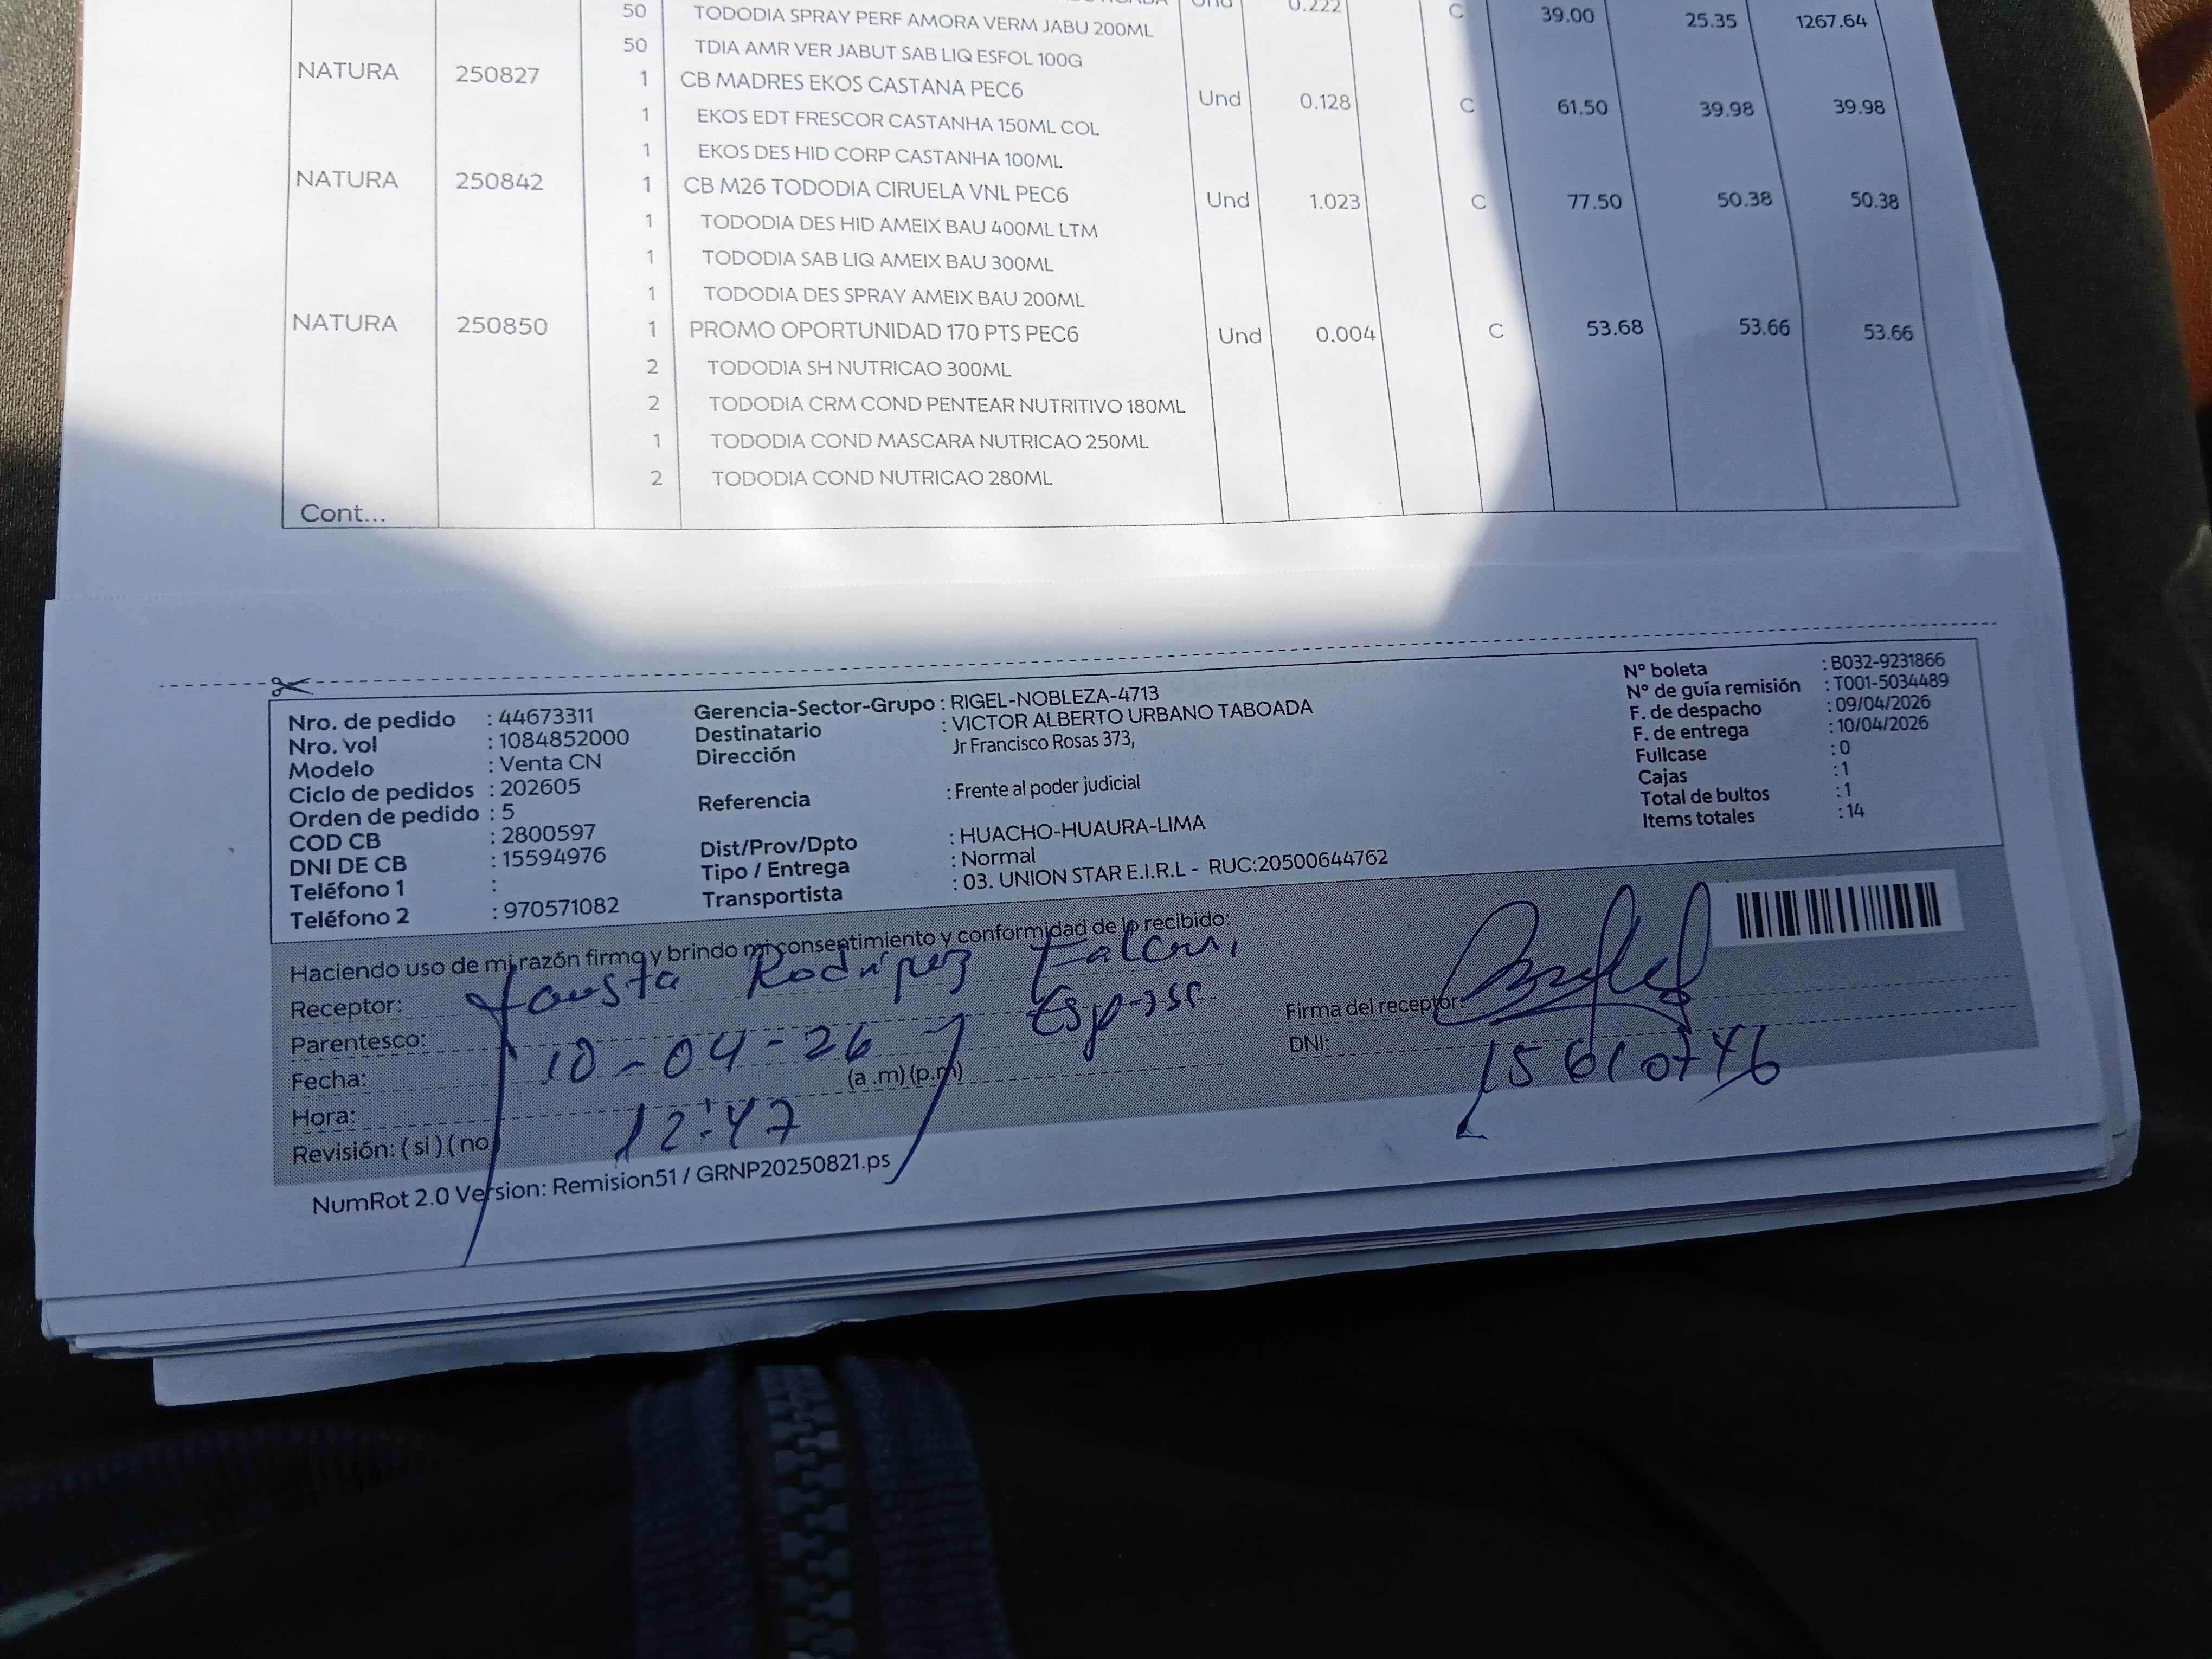 Und 0.222
50 TODODIA SPRAY PERF AMORA VERM JABU 200ML C 39.00 25.35 1267.64
50 TDIA AMR VER JABUT SAB LIQ ESFOL 100G
NATURA 250827 1 CB MADRES EKOS CASTANA PEC6 Und 0.128 C 61.50 39.98 39.98
1 EKOS EDT FRESCOR CASTANHA 150ML COL
1 EKOS DES HID CORP CASTANHA 100ML
NATURA 250842 1 CB M26 TODODIA CIRUELA VNL PEC6 Und 1.023 C 77.50 50.38 50.38
1 TODODIA DES HID AMEIX BAU 400ML LTM
1 TODODIA SAB LIQ AMEIX BAU 300ML
1 TODODIA DES SPRAY AMEIX BAU 200ML
NATURA 250850 1 PROMO OPORTUNIDAD 170 PTS PEC6 Und 0.004 C 53.68 53.66 53.66
2 TODODIA SH NUTRICAO 300ML
2 TODODIA CRM COND PENTEAR NUTRITIVO 180ML
1 TODODIA COND MASCARA NUTRICAO 250ML
2 TODODIA COND NUTRICAO 280ML
Cont...
Nro. de pedido : 44673311
Nro. vol : 1084852000
Modelo : Venta CN
Ciclo de pedidos : 202605
Orden de pedido : 5
COD CB : 2800597
DNI DE CB : 15594976
Teléfono 1 :
Teléfono 2 : 970571082
Gerencia-Sector-Grupo : RIGEL-NOBLEZA-4713
Destinatario : VICTOR ALBERTO URBANO TABOADA
Dirección Jr Francisco Rosas 373,
Referencia : Frente al poder judicial
Dist/Prov/Dpto : HUACHO-HUAURA-LIMA
Tipo / Entrega : Normal
Transportista : 03. UNION STAR E.I.R.L - RUC:20500644762
N° boleta : B032-9231866
N° de guía remisión : T001-5034489
F. de despacho : 09/04/2026
F. de entrega : 10/04/2026
Fullcase : 0
Cajas : 1
Total de bultos : 1
Items totales : 14
Haciendo uso de mi razón firmo y brindo mi consentimiento y conformidad de lo recibido:
Receptor: Fausta Rodríguez Falcon,
Parentesco: Esposa
Fecha: 10-04-26
Hora: 12:47 (a.m) (p.m)
Revisión: ( si ) ( no )
Firma del receptor:
DNI: 15610746
NumRot 2.0 Version: Remision51 / GRNP20250821.ps